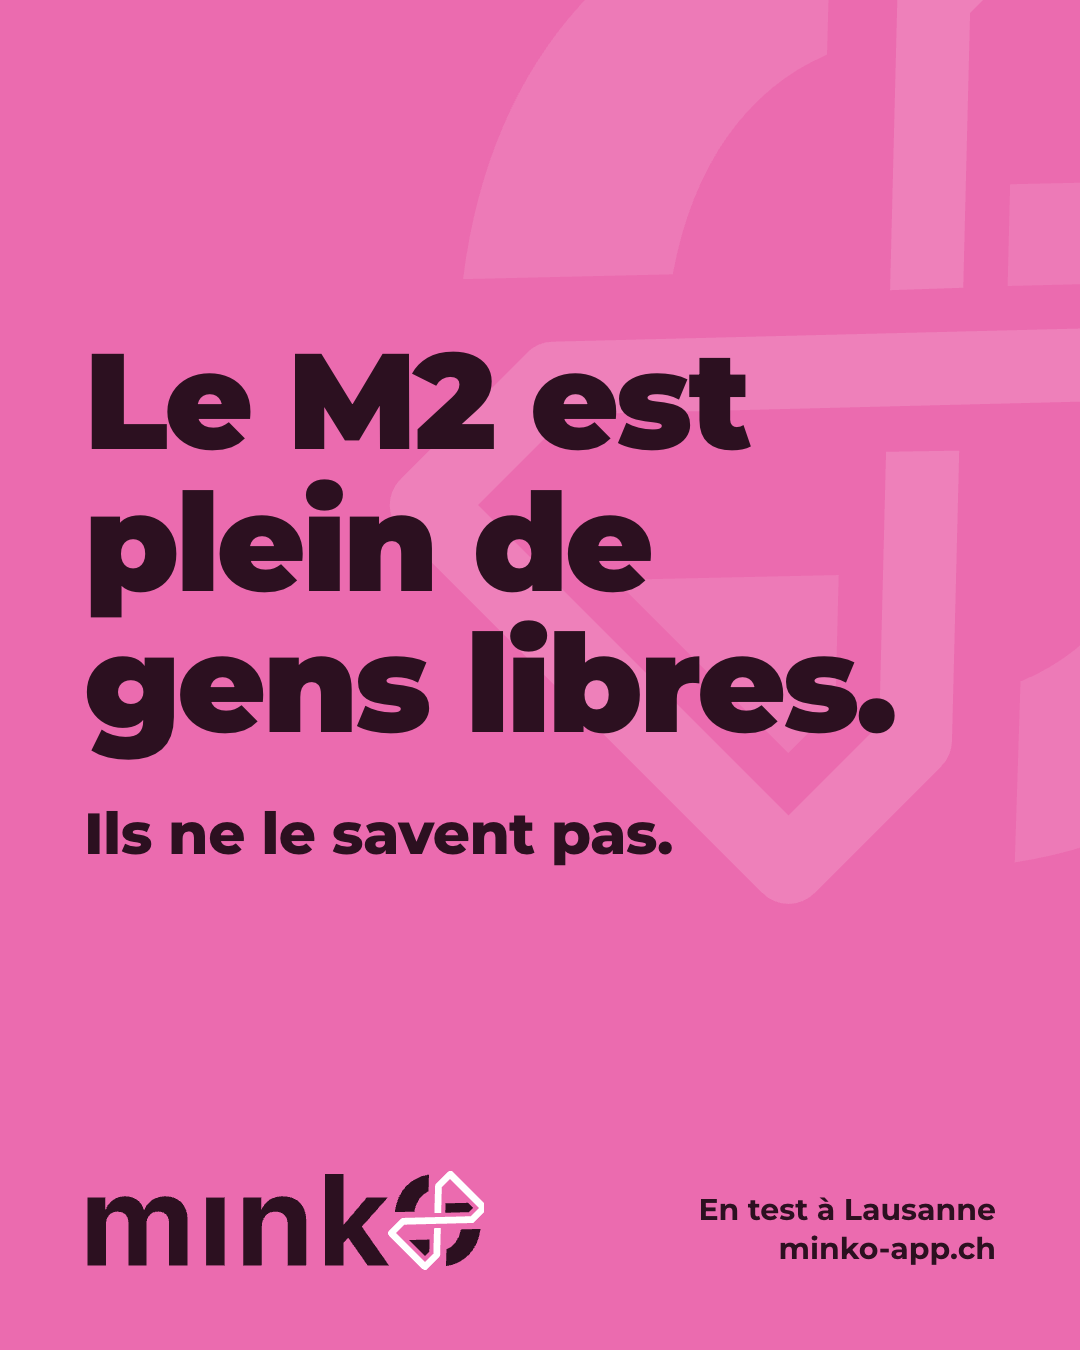 Le M2 est
plein de
gens libres.
Ils ne le savent pas.
minko
En test à Lausanne
minko-app.ch